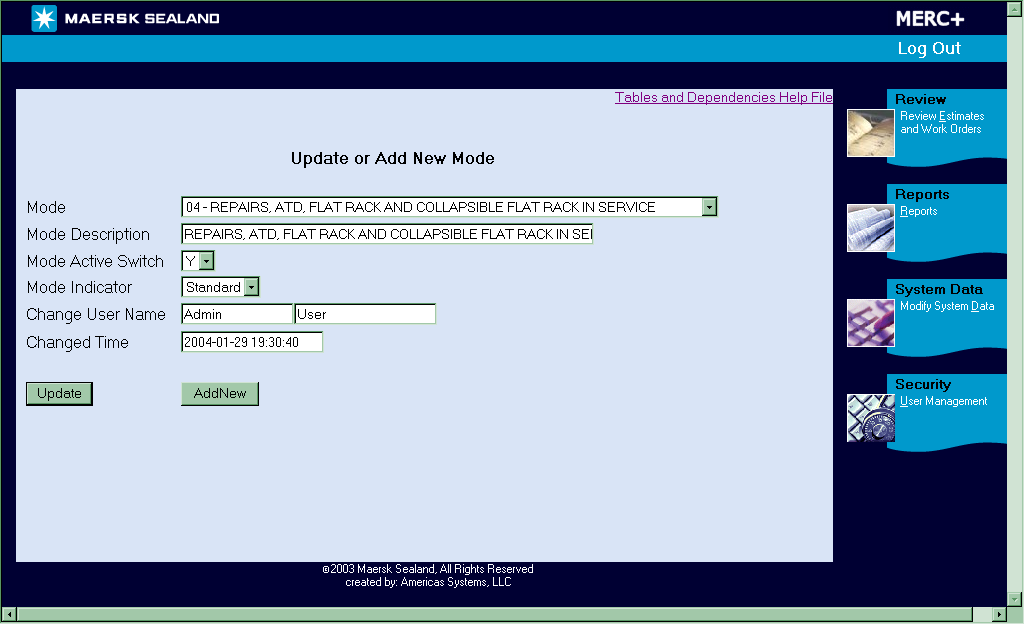 MAERSK SEALAND
MERC+
Log Out
Tables and Dependencies Help File
Update or Add New Mode
Mode
04 - REPAIRS, ATD, FLAT RACK AND COLLAPSIBLE FLAT RACK IN SERVICE
Mode Description
REPAIRS, ATD, FLAT RACK AND COLLAPSIBLE FLAT RACK IN SE
Mode Active Switch
Y
Mode Indicator
Standard
Change User Name
Admin
User
Changed Time
2004-01-29 19:30:40
Update
AddNew
Review
Review Estimates
and Work Orders
Reports
Reports
System Data
Modify System Data
Security
User Management
©2003 Maersk Sealand, All Rights Reserved
created by: Americas Systems, LLC